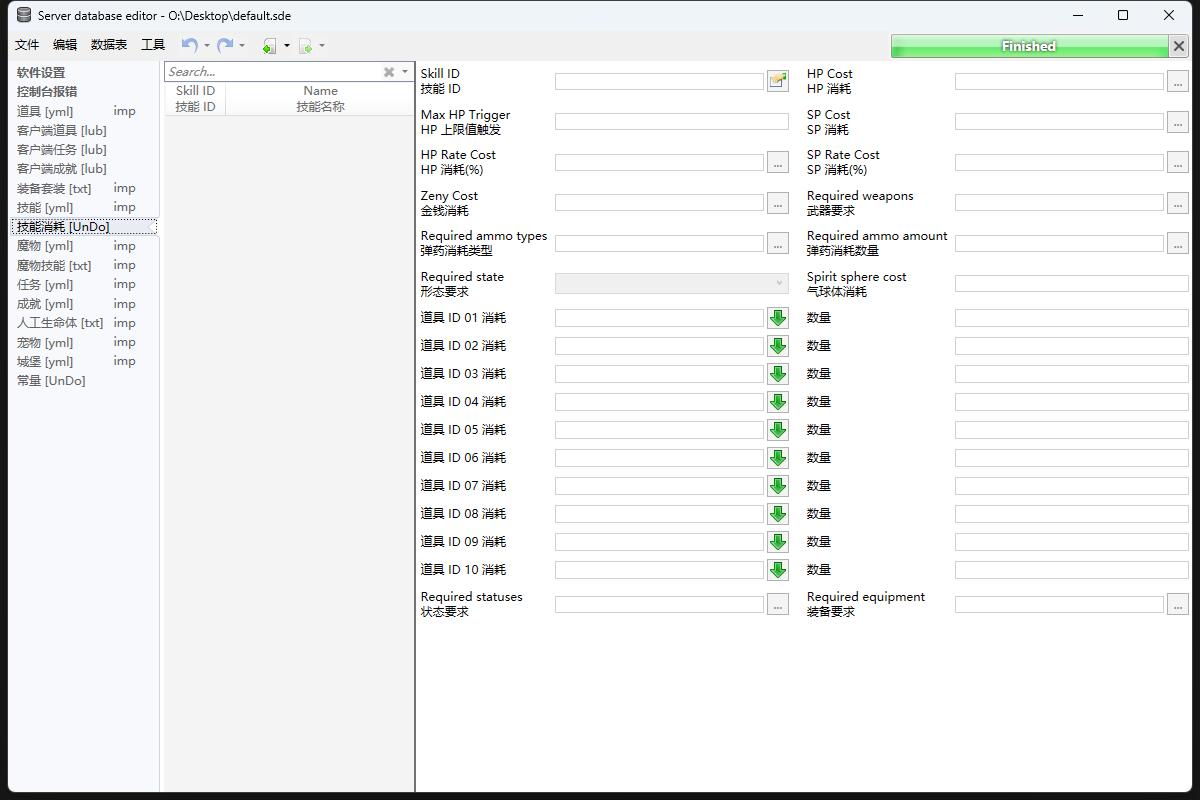 Server database editor - O:\Desktop\default.sde
文件 编辑 数据表 工具
Finished
软件设置
控制台报错
道具 [yml] imp
客户端道具 [lub]
客户端任务 [lub]
客户端成就 [lub]
装备套装 [txt] imp
技能 [yml] imp
技能消耗 [UnDo]
魔物 [yml] imp
魔物技能 [txt] imp
任务 [yml] imp
成就 [yml] imp
人工生命体 [txt] imp
宠物 [yml] imp
城堡 [yml] imp
常量 [UnDo]
Search...
Skill ID Name
技能 ID 技能名称
Skill ID
技能 ID
HP Cost
HP 消耗
...
Max HP Trigger
HP 上限值触发
SP Cost
SP 消耗
...
HP Rate Cost
HP 消耗(%)
...
SP Rate Cost
SP 消耗(%)
...
Zeny Cost
金钱消耗
...
Required weapons
武器要求
...
Required ammo types
弹药消耗类型
...
Required ammo amount
弹药消耗数量
...
Required state
形态要求
Spirit sphere cost
气球体消耗
道具 ID 01 消耗 数量
道具 ID 02 消耗 数量
道具 ID 03 消耗 数量
道具 ID 04 消耗 数量
道具 ID 05 消耗 数量
道具 ID 06 消耗 数量
道具 ID 07 消耗 数量
道具 ID 08 消耗 数量
道具 ID 09 消耗 数量
道具 ID 10 消耗 数量
Required statuses
状态要求
...
Required equipment
装备要求
...